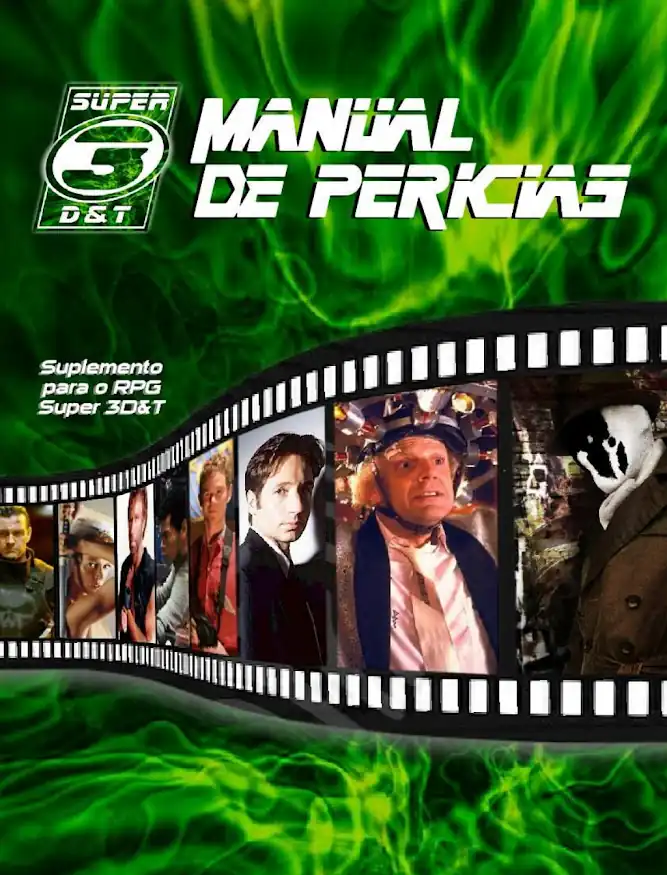 SUPER
3
D&T
MANUAL
DE PERÍCIAS
Suplemento
para o RPG
Super 3D&T